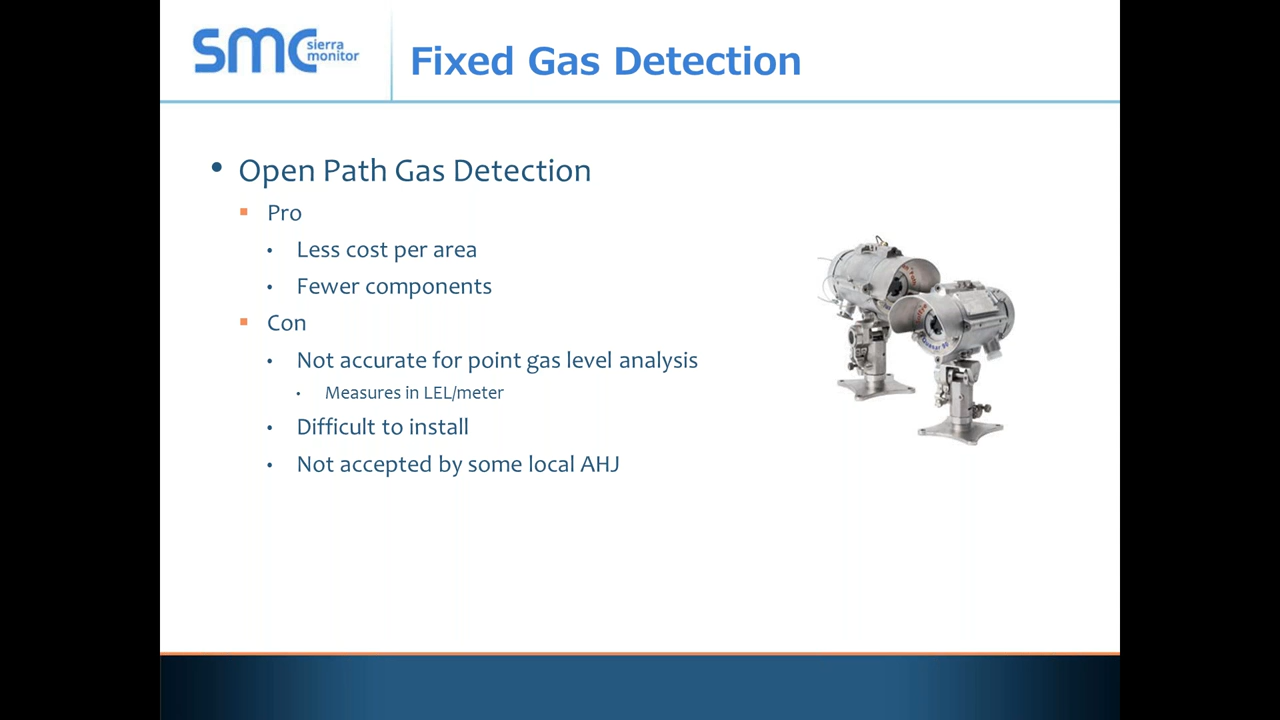 SMC sierra monitor
Fixed Gas Detection
• Open Path Gas Detection
▪ Pro
• Less cost per area
• Fewer components
▪ Con
• Not accurate for point gas level analysis
• Measures in LEL/meter
• Difficult to install
• Not accepted by some local AHJ